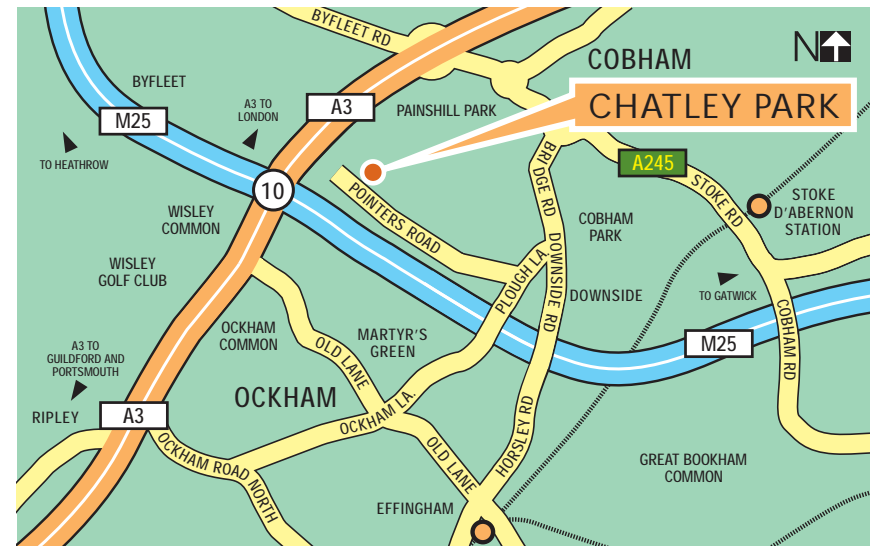 BYFLEET RD
COBHAM
N
BYFLEET
A3 TO
LONDON
A3
PAINSHILL PARK
CHATLEY PARK
M25
TO HEATHROW
BRIDGE RD
A245
STOKE RD
10
POINTERS ROAD
STOKE
D'ABERNON
STATION
WISLEY
COMMON
COBHAM
PARK
WISLEY
GOLF CLUB
PLOUGH LA.
DOWNSIDE RD
DOWNSIDE
TO GATWICK
COBHAM RD
OCKHAM
COMMON
OLD LANE
MARTYR'S
GREEN
M25
A3 TO
GUILDFORD AND
PORTSMOUTH
OCKHAM
RIPLEY
A3
OCKHAM LA.
HORSLEY RD
OCKHAM ROAD NORTH
OLD LANE
GREAT BOOKHAM
COMMON
EFFINGHAM